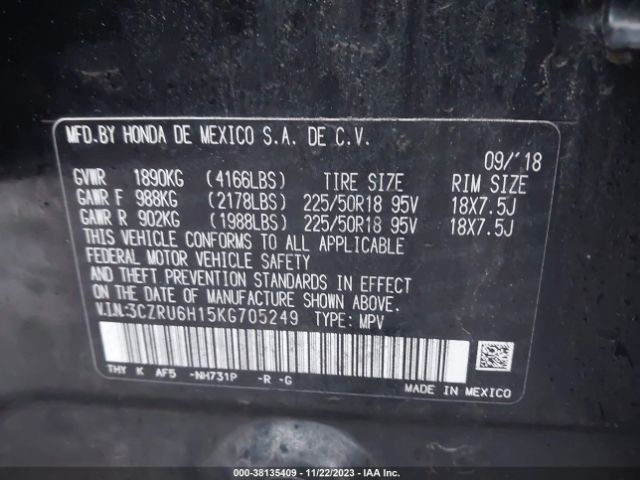 MFD.BY HONDA DE MEXICO S.A. DE C.V.
09/'18
GVWR 1890KG (4166LBS) TIRE SIZE RIM SIZE
GAWR F 988KG (2178LBS) 225/50R18 95V 18X7.5J
GAWR R 902KG (1988LBS) 225/50R18 95V 18X7.5J
THIS VEHICLE CONFORMS TO ALL APPLICABLE
FEDERAL MOTOR VEHICLE SAFETY
AND THEFT PREVENTION STANDARDS IN EFFECT
ON THE DATE OF MANUFACTURE SHOWN ABOVE.
V.I.N:3CZRU6H15KG705249 TYPE: MPV
THY K AF5 -NH731P -R -G
MADE IN MEXICO
000-38135409 - 11/22/2023 - IAA Inc.